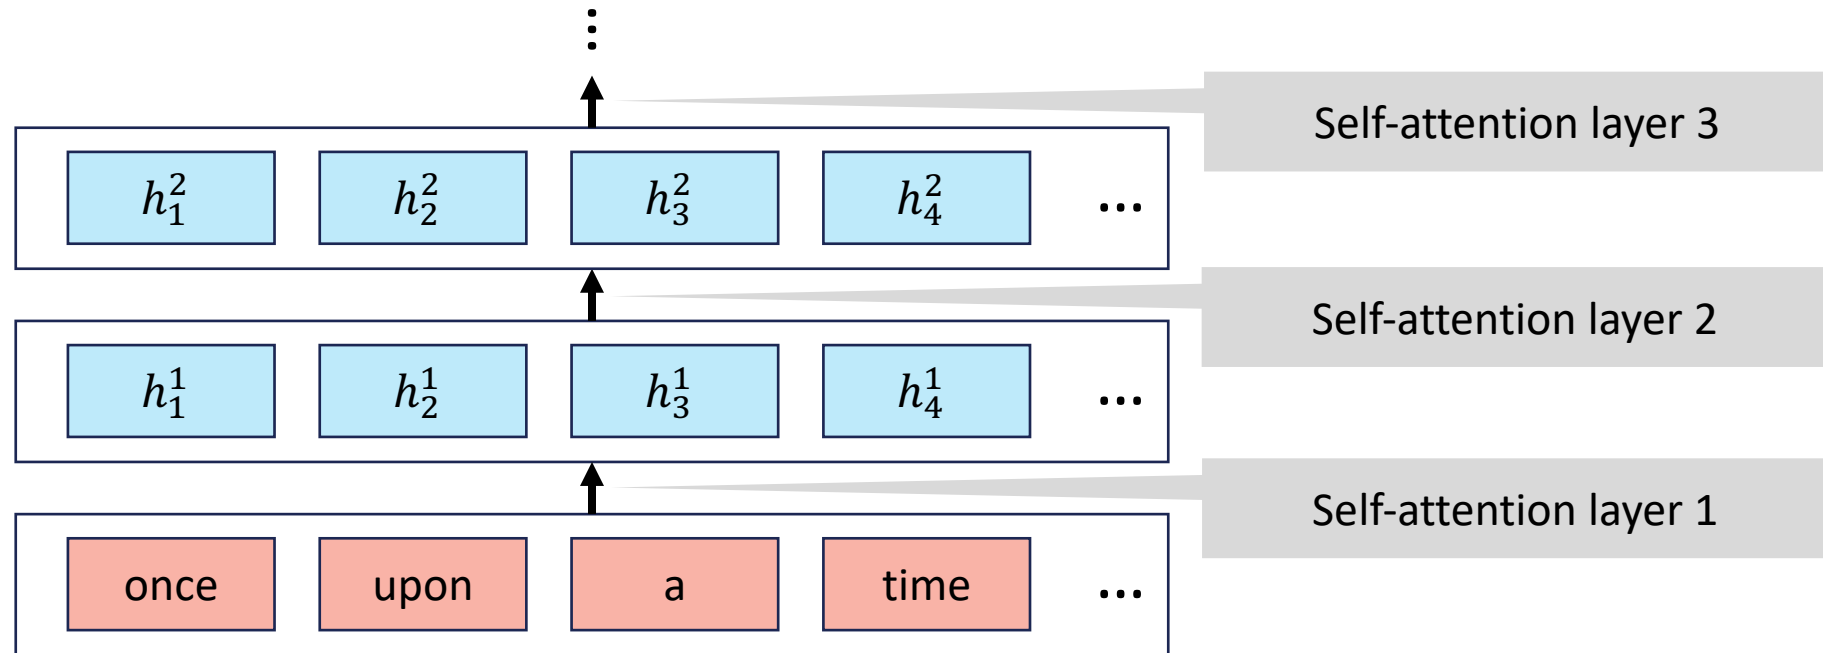 ⋮
Self-attention layer 3
$h_1^2$ $h_2^2$ $h_3^2$ $h_4^2$ ...
Self-attention layer 2
$h_1^1$ $h_2^1$ $h_3^1$ $h_4^1$ ...
Self-attention layer 1
once upon a time ...